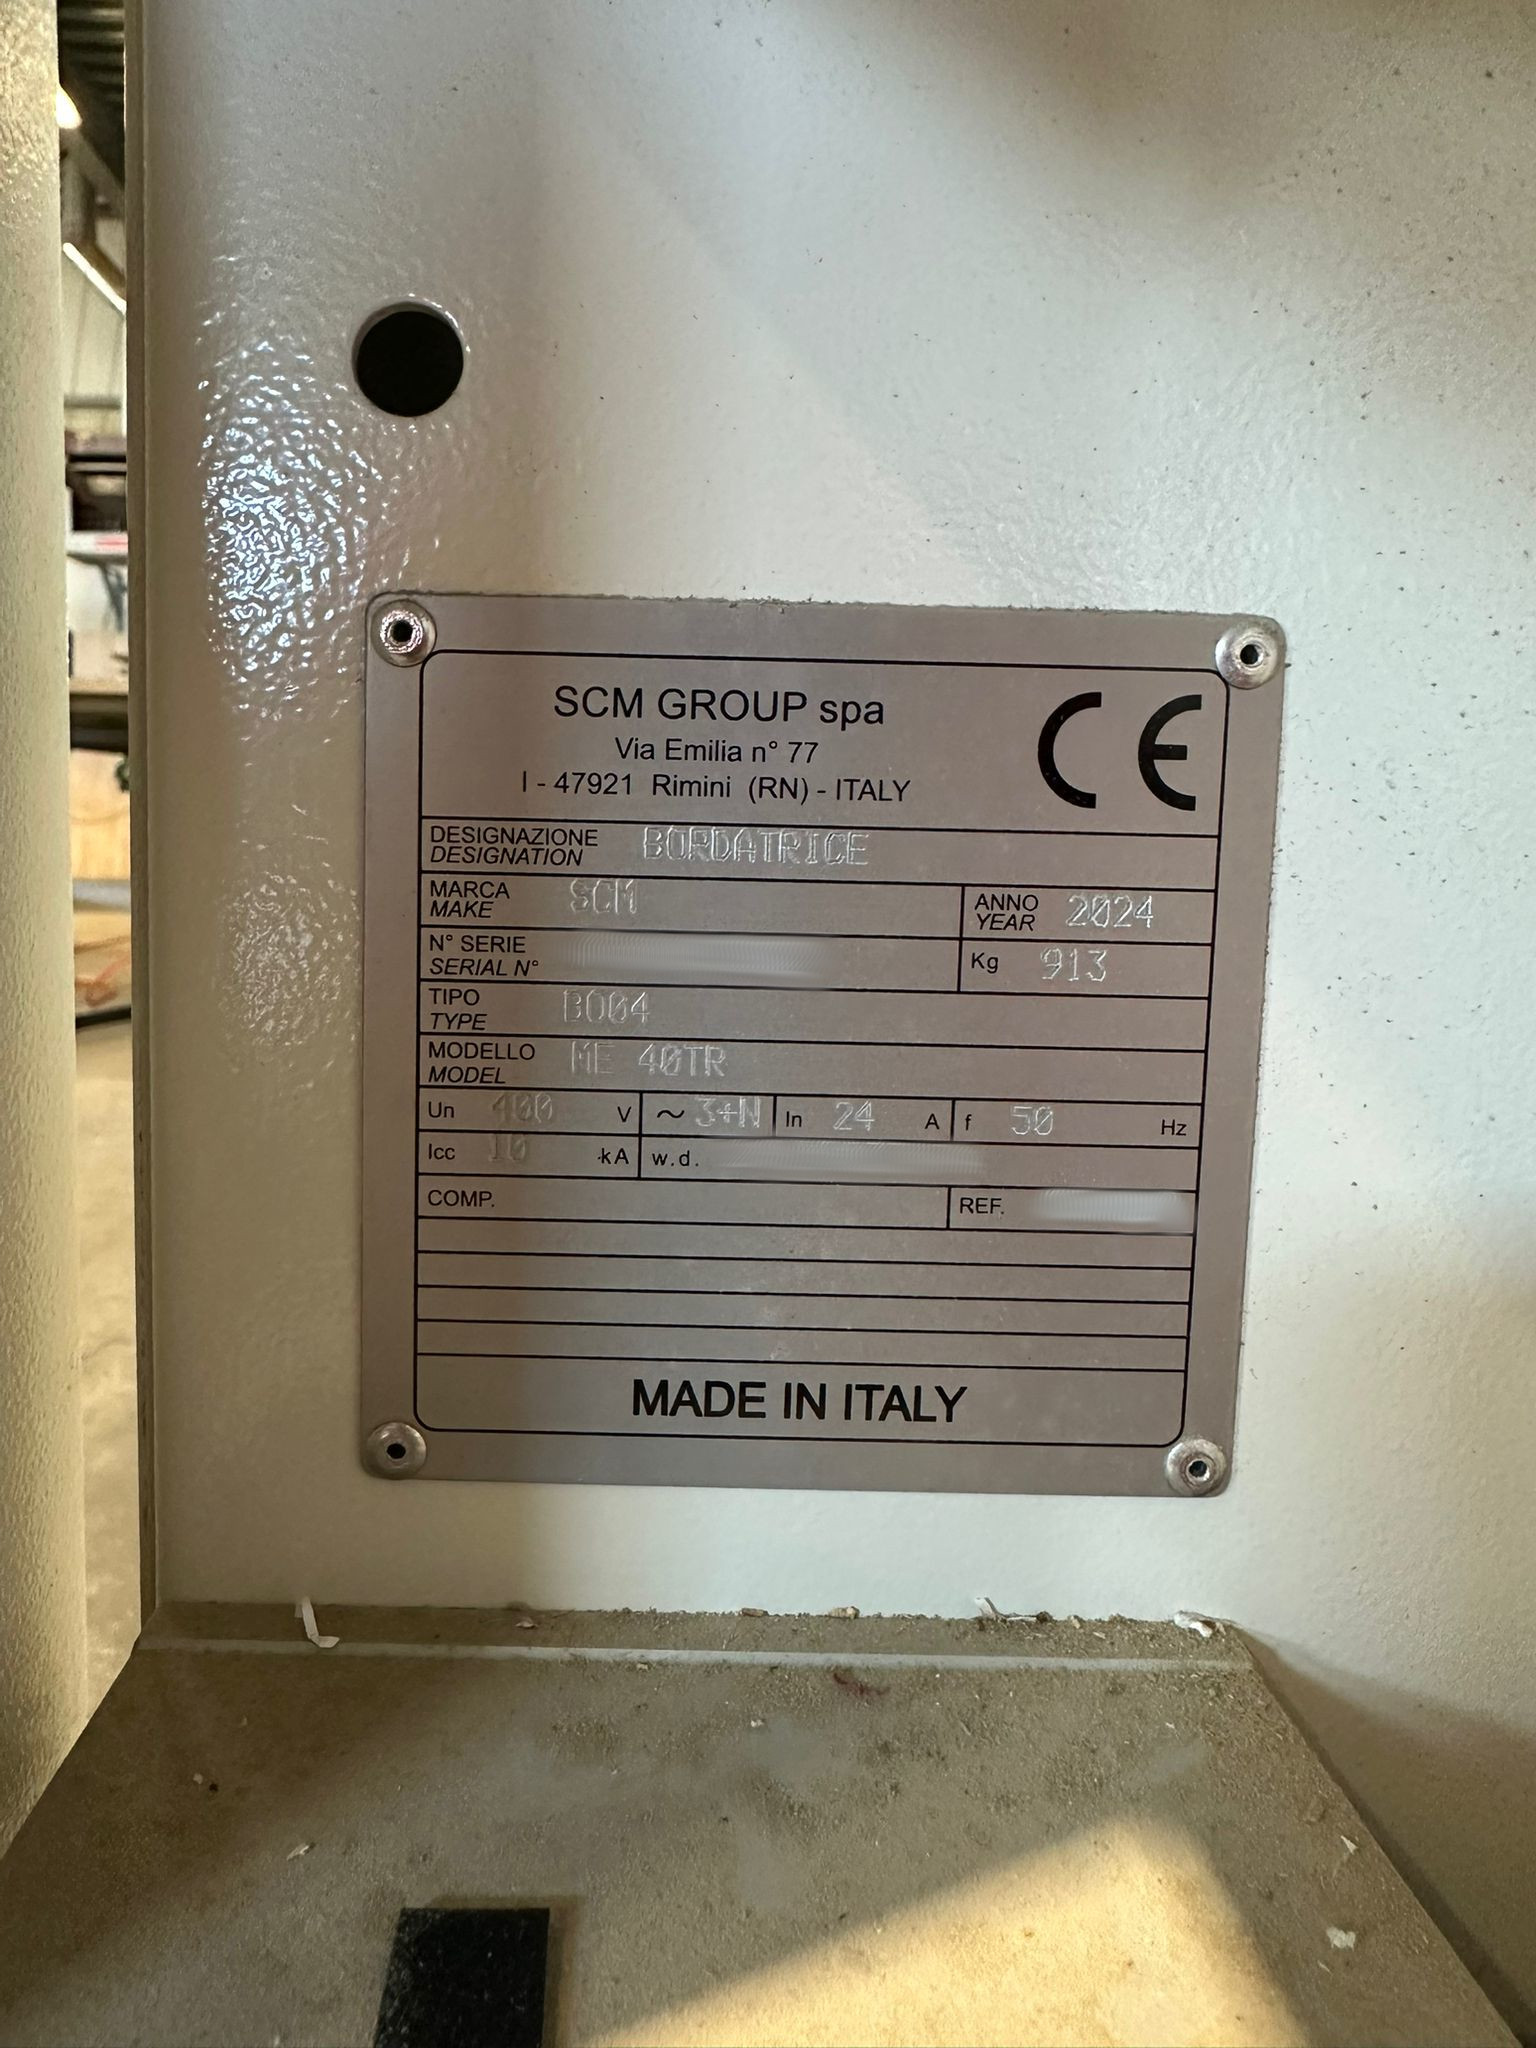 SCM GROUP spa
Via Emilia n° 77
I - 47921 Rimini (RN) - ITALY
CE
DESIGNAZIONE
DESIGNATION
BORDATRICE
MARCA
MAKE
SCM
ANNO
YEAR
2024
N° SERIE
SERIAL N°
Kg 913
TIPO
TYPE
BO04
MODELLO
MODEL
ME 40TR
Un 400 V ~ 3+N In 24 A f 50 Hz
Icc 10 kA w.d.
COMP. REF.
MADE IN ITALY